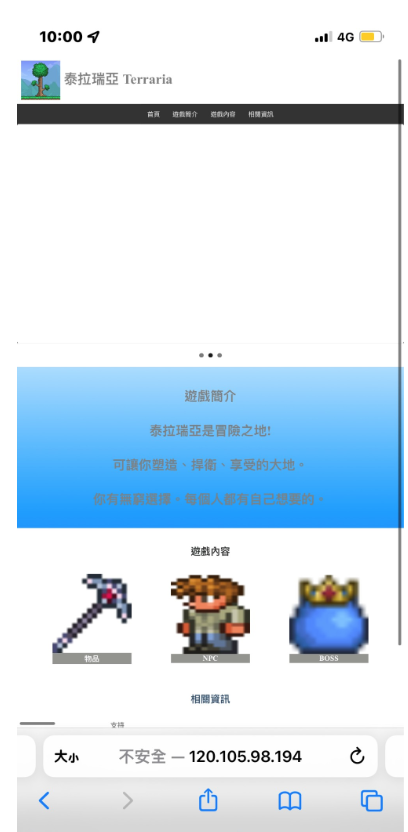 10:00
4G
泰拉瑞亞 Terraria
首頁 遊戲簡介 遊戲內容 相關資訊
遊戲簡介
泰拉瑞亞是冒險之地!
可讓你塑造、捍衛、享受的大地。
你有無窮選擇。每個人都有自己想要的。
遊戲內容
物品 NPC BOSS
相關資訊
支持
大小 不安全 — 120.105.98.194